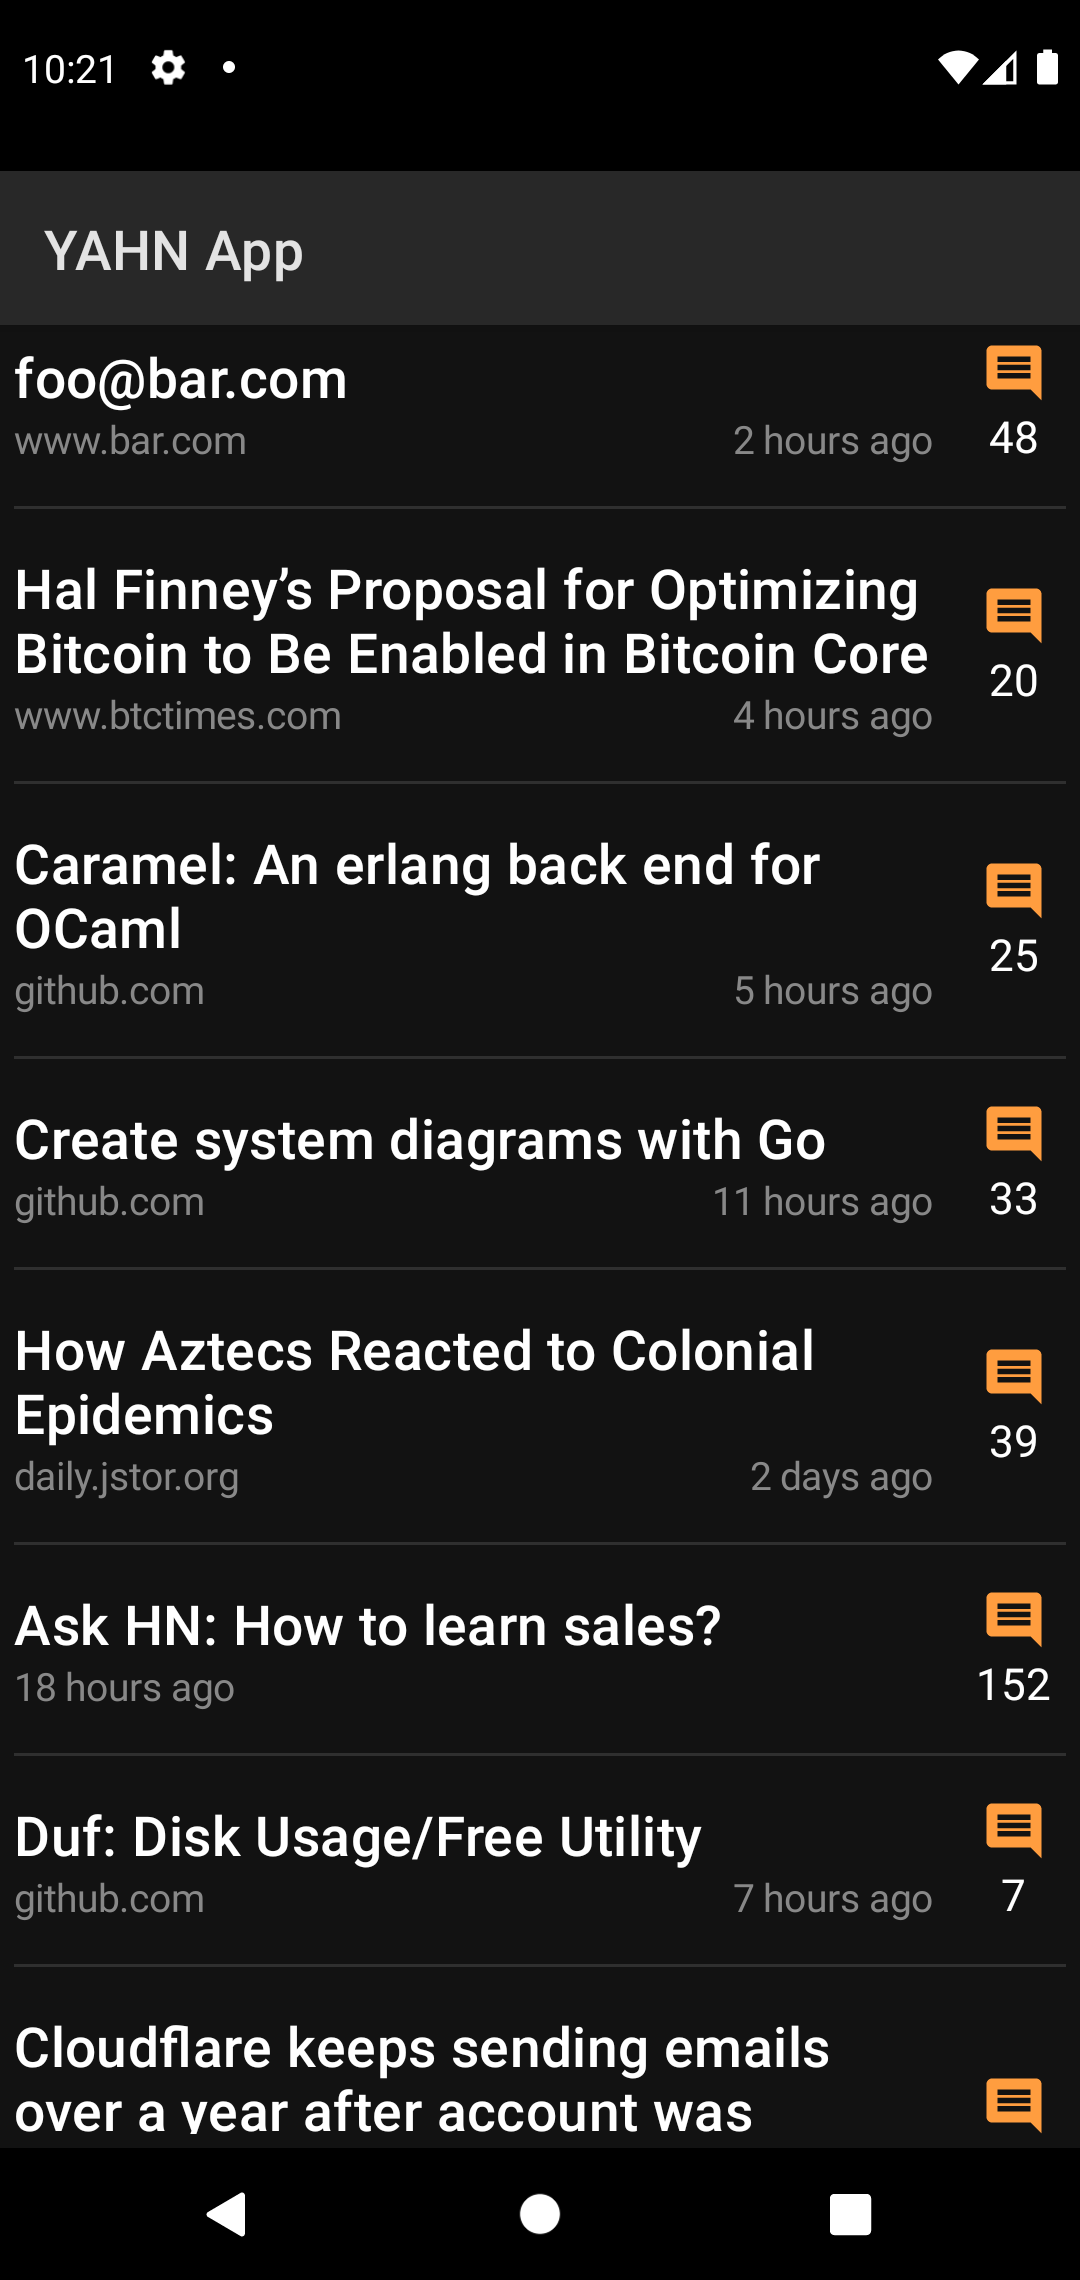 10:21
YAHN App
foo@bar.com
www.bar.com 2 hours ago 48
Hal Finney’s Proposal for Optimizing
Bitcoin to Be Enabled in Bitcoin Core
www.btctimes.com 4 hours ago 20
Caramel: An erlang back end for
OCaml
github.com 5 hours ago 25
Create system diagrams with Go
github.com 11 hours ago 33
How Aztecs Reacted to Colonial
Epidemics
daily.jstor.org 2 days ago 39
Ask HN: How to learn sales?
18 hours ago 152
Duf: Disk Usage/Free Utility
github.com 7 hours ago 7
Cloudflare keeps sending emails
over a year after account was